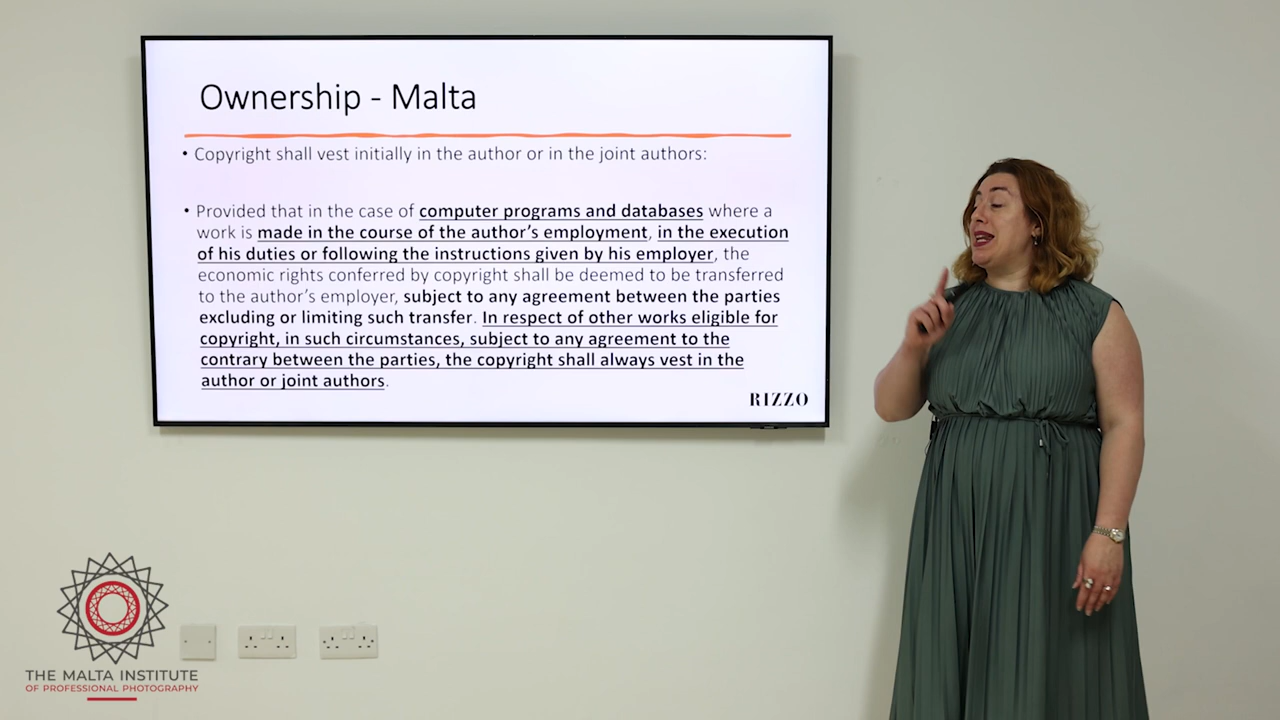 Ownership - Malta
• Copyright shall vest initially in the author or in the joint authors:
• Provided that in the case of computer programs and databases where a
work is made in the course of the author's employment, in the execution
of his duties or following the instructions given by his employer, the
economic rights conferred by copyright shall be deemed to be transferred
to the author's employer, subject to any agreement between the parties
excluding or limiting such transfer. In respect of other works eligible for
copyright, in such circumstances, subject to any agreement to the
contrary between the parties, the copyright shall always vest in the
author or joint authors.
RIZZO
THE MALTA INSTITUTE
OF PROFESSIONAL PHOTOGRAPHY